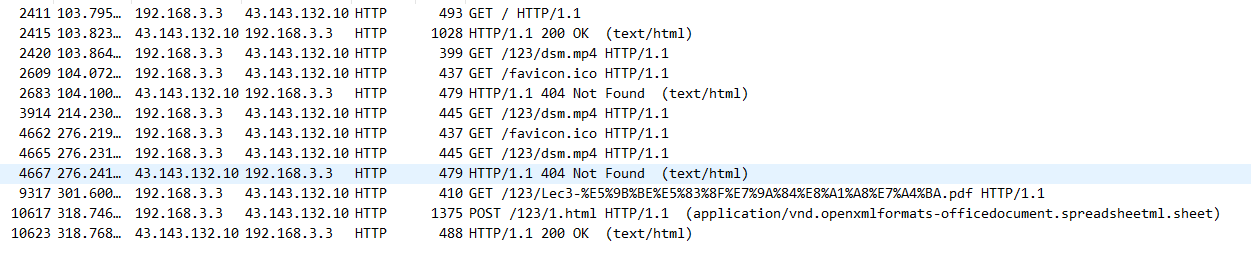 2411 103.795… 192.168.3.3 43.143.132.10 HTTP 493 GET / HTTP/1.1
2415 103.823… 43.143.132.10 192.168.3.3 HTTP 1028 HTTP/1.1 200 OK (text/html)
2420 103.864… 192.168.3.3 43.143.132.10 HTTP 399 GET /123/dsm.mp4 HTTP/1.1
2609 104.072… 192.168.3.3 43.143.132.10 HTTP 437 GET /favicon.ico HTTP/1.1
2683 104.100… 43.143.132.10 192.168.3.3 HTTP 479 HTTP/1.1 404 Not Found (text/html)
3914 214.230… 192.168.3.3 43.143.132.10 HTTP 445 GET /123/dsm.mp4 HTTP/1.1
4662 276.219… 192.168.3.3 43.143.132.10 HTTP 437 GET /favicon.ico HTTP/1.1
4665 276.231… 192.168.3.3 43.143.132.10 HTTP 445 GET /123/dsm.mp4 HTTP/1.1
4667 276.241… 43.143.132.10 192.168.3.3 HTTP 479 HTTP/1.1 404 Not Found (text/html)
9317 301.600… 192.168.3.3 43.143.132.10 HTTP 410 GET /123/Lec3-%E5%9B%BE%E5%83%8F%E7%9A%84%E8%A1%A8%E7%A4%BA.pdf HTTP/1.1
10617 318.746… 192.168.3.3 43.143.132.10 HTTP 1375 POST /123/1.html HTTP/1.1 (application/vnd.openxmlformats-officedocument.spreadsheetml.sheet)
10623 318.768… 43.143.132.10 192.168.3.3 HTTP 488 HTTP/1.1 200 OK (text/html)